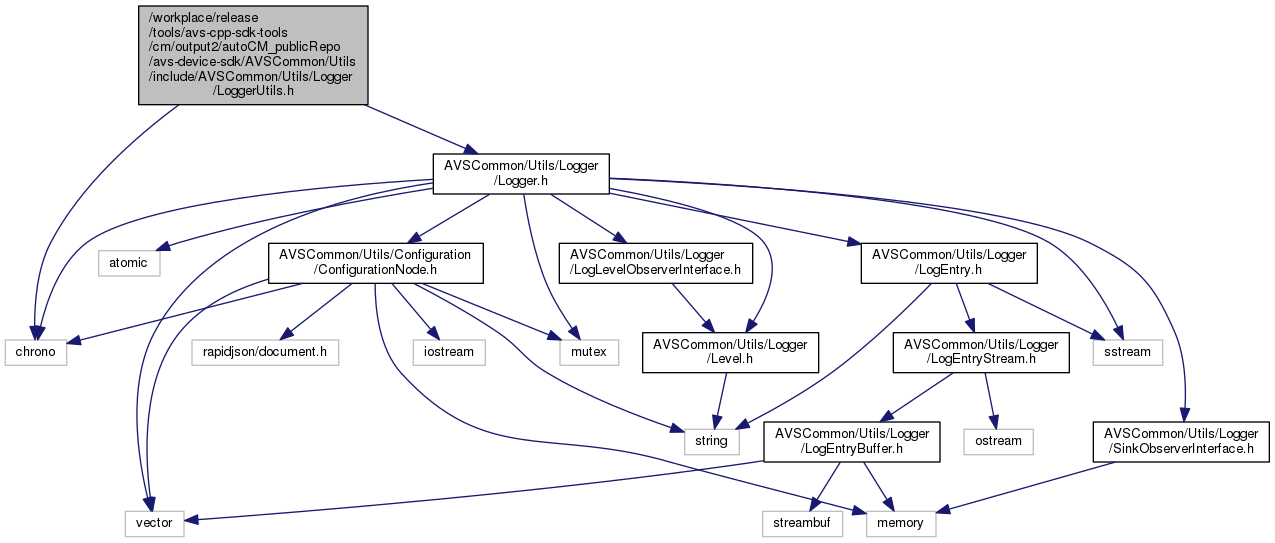 /workplace/release
/tools/avs-cpp-sdk-tools
/cm/output2/autoCM_publicRepo
/avs-device-sdk/AVSCommon/Utils
/include/AVSCommon/Utils/Logger
/LoggerUtils.h
AVSCommon/Utils/Logger
/Logger.h
atomic
AVSCommon/Utils/Configuration
/ConfigurationNode.h
AVSCommon/Utils/Logger
/LogLevelObserverInterface.h
AVSCommon/Utils/Logger
/LogEntry.h
chrono
rapidjson/document.h
iostream
mutex
AVSCommon/Utils/Logger
/Level.h
AVSCommon/Utils/Logger
/LogEntryStream.h
sstream
string
AVSCommon/Utils/Logger
/LogEntryBuffer.h
ostream
AVSCommon/Utils/Logger
/SinkObserverInterface.h
vector
streambuf
memory